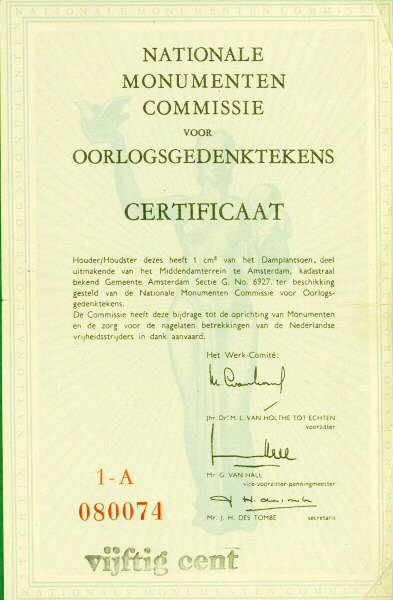 NATIONALE MONUMENTEN COMMISSIE
NATIONALE
MONUMENTEN
COMMISSIE
VOOR
OORLOGSGEDENKTEKENS
CERTIFICAAT
Houder/Houdster dezes heeft 1 cm² van het Damplantsoen, deel
uitmakende van het Middendamterrein te Amsterdam, kadastraal
bekend Gemeente Amsterdam Sectie G. No. 6927. ter beschikking
gesteld van de Nationale Monumenten Commissie voor Oorlogs-
gedenktekens.
De Commissie heeft deze bijdrage tot de oprichting van Monumenten
en de zorg voor de nagelaten betrekkingen van de Nederlandse
vrijheidsstrijders in dank aanvaard.
Het Werk-Comité:
Jhr. Dr. M. L. VAN HOLTHE TOT ECHTEN
voorzitter
Mr. G. VAN HALL
vice-voorzitter-penningmeester
Mr. J. H. DES TOMBE secretaris
1-A
080074
vijftig cent